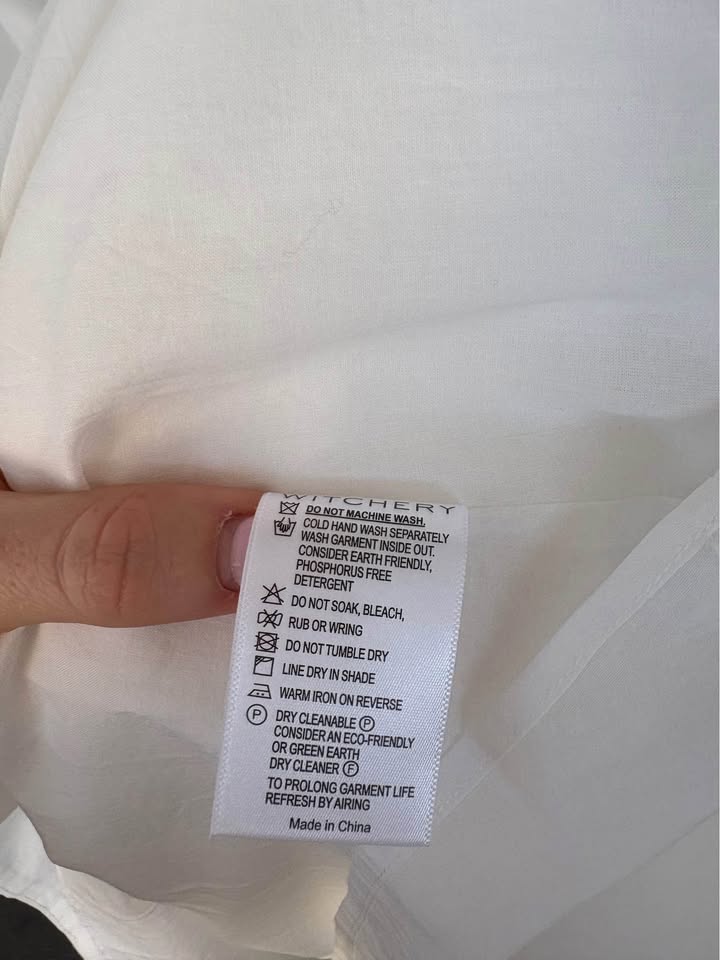 WITCHERY
DO NOT MACHINE WASH.
COLD HAND WASH SEPARATELY
WASH GARMENT INSIDE OUT.
CONSIDER EARTH FRIENDLY,
PHOSPHORUS FREE
DETERGENT
DO NOT SOAK, BLEACH,
RUB OR WRING
DO NOT TUMBLE DRY
LINE DRY IN SHADE
WARM IRON ON REVERSE
P DRY CLEANABLE P
CONSIDER AN ECO-FRIENDLY
OR GREEN EARTH
DRY CLEANER F
TO PROLONG GARMENT LIFE
REFRESH BY AIRING
Made in China